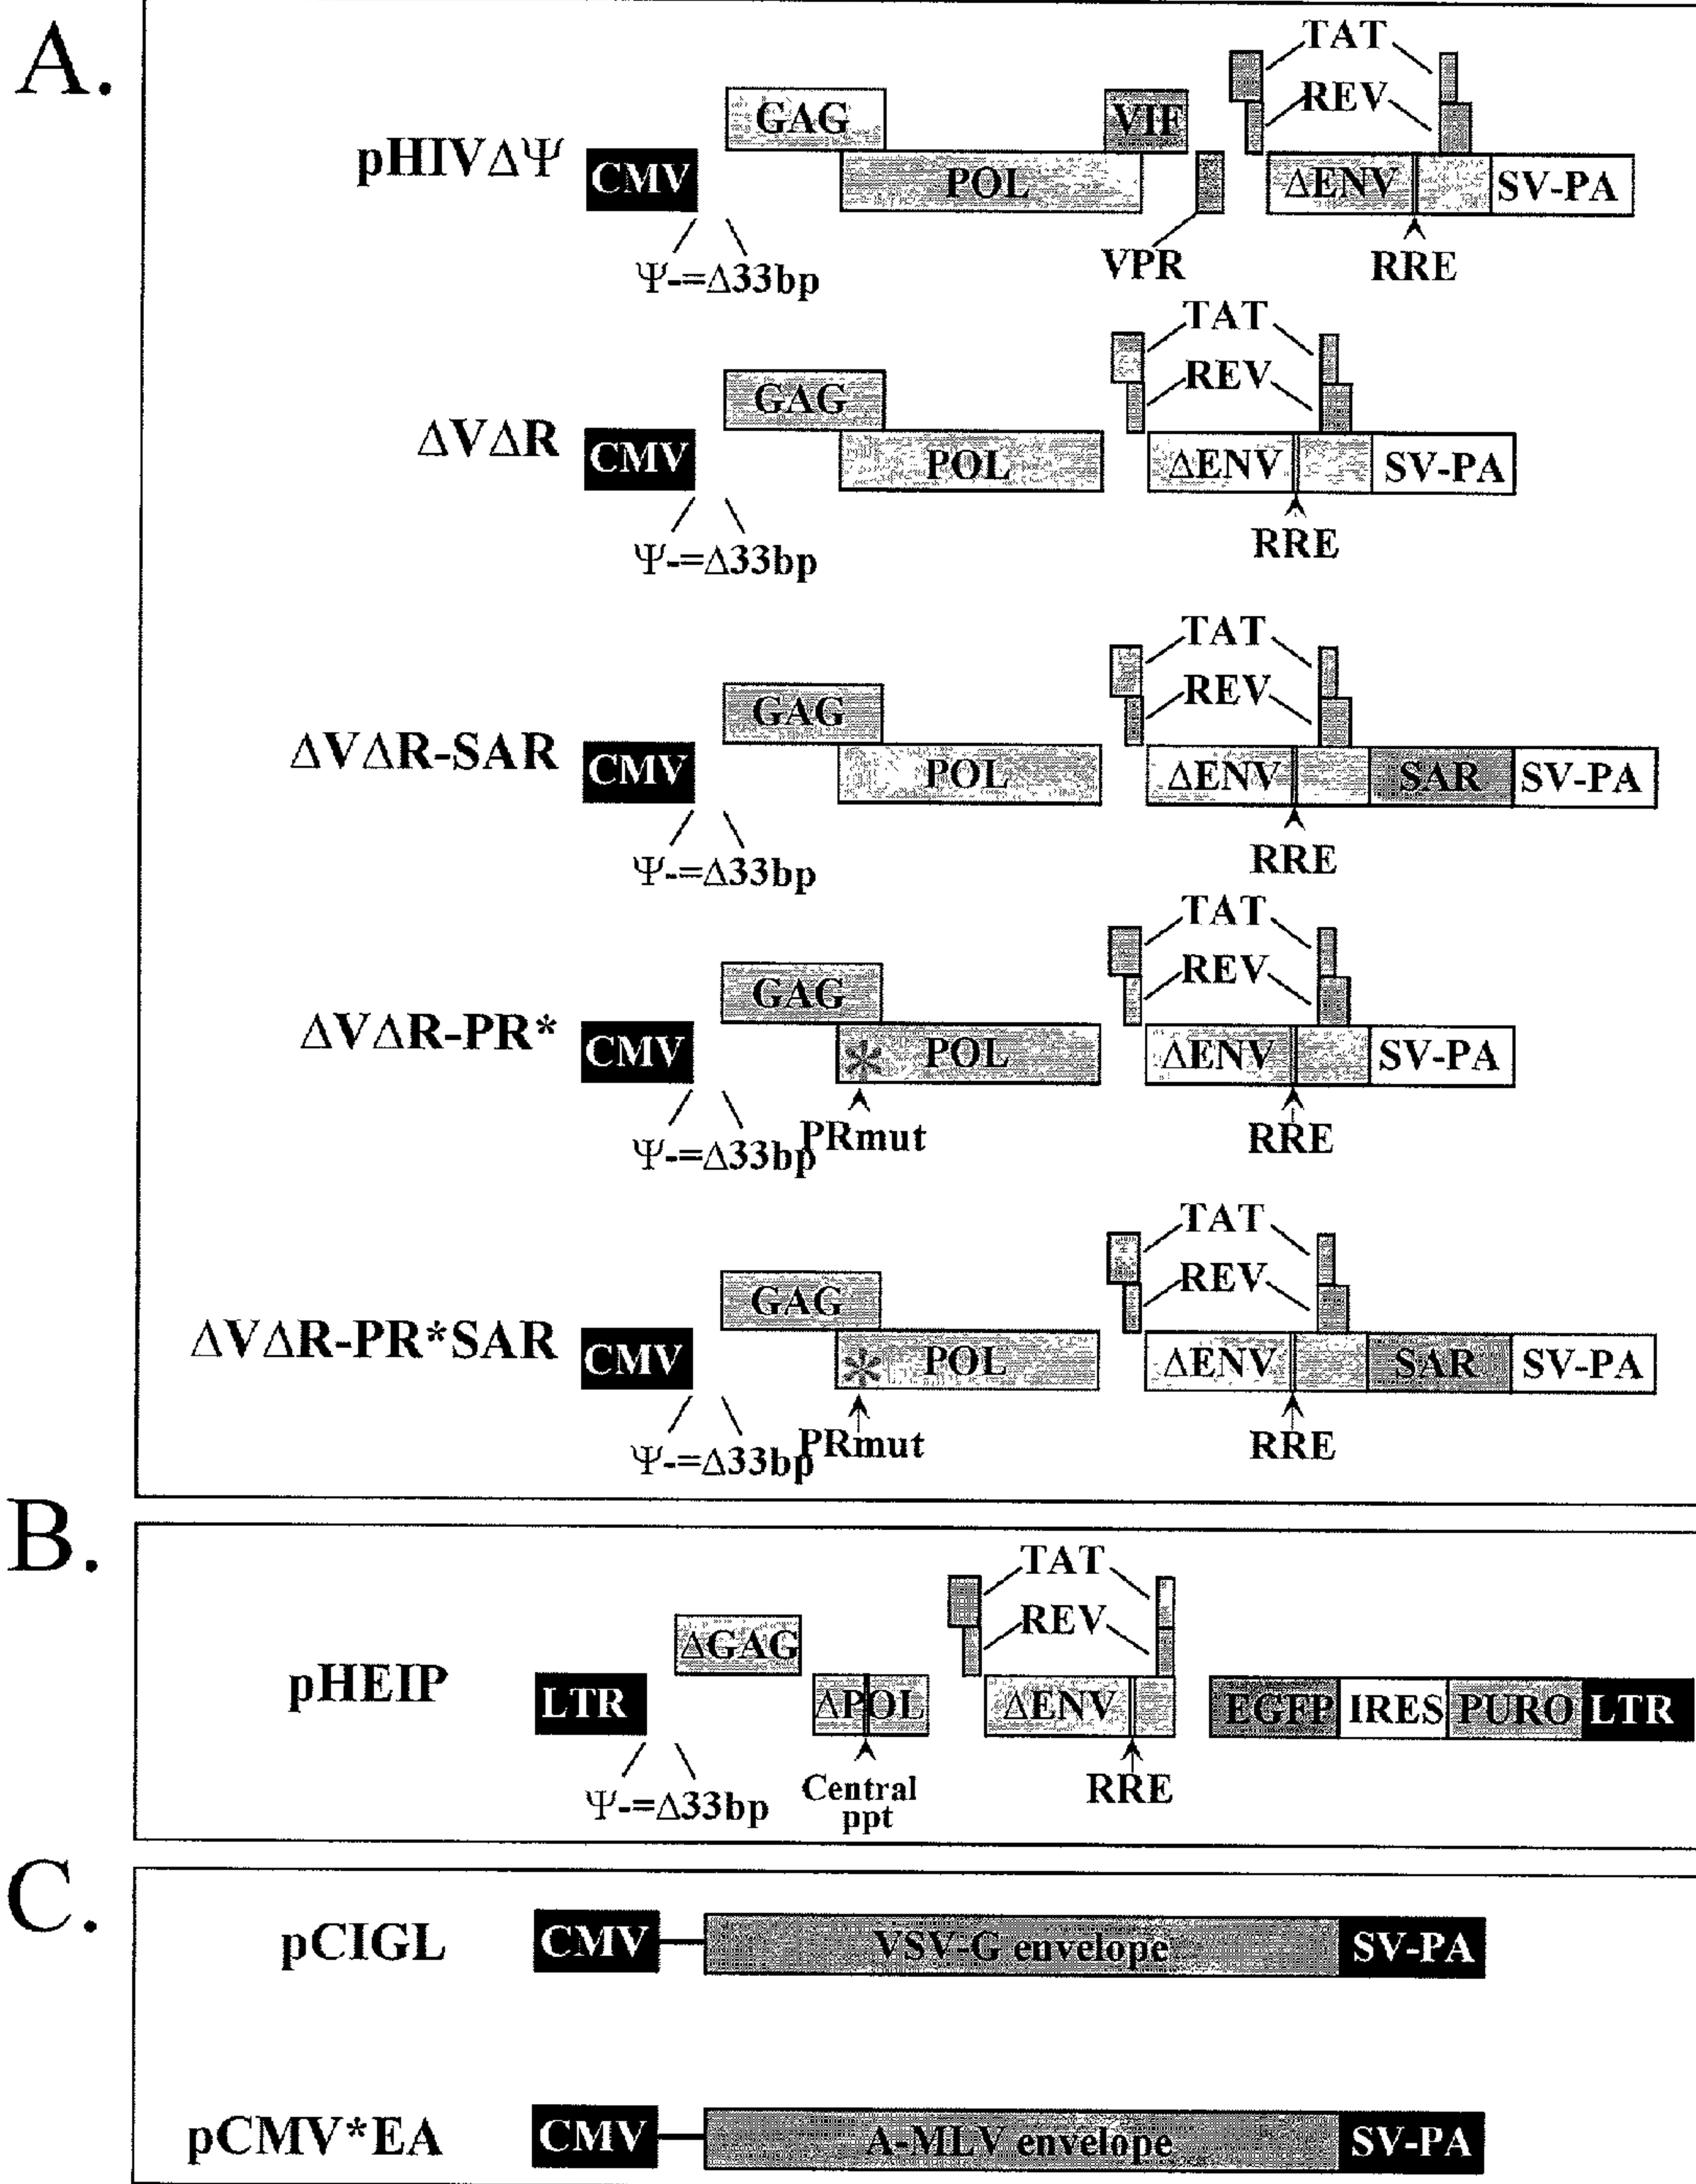 A.
TAT
REV
GAG
VIF
pHIVΔΨ
CMV
POL
ΔENV
SV-PA
Ψ-=Δ33bp
VPR
RRE
TAT
REV
GAG
ΔVΔR
CMV
POL
ΔENV
SV-PA
RRE
Ψ-=Δ33bp
TAT
REV
GAG
ΔVΔR-SAR
CMV
POL
ΔENV
SAR
SV-PA
RRE
Ψ-=Δ33bp
TAT
REV
GAG
ΔVΔR-PR*
CMV
*
POL
ΔENV
SV-PA
PRmut
RRE
Ψ-=Δ33bp
TAT
REV
GAG
ΔVΔR-PR*SAR
CMV
*
POL
ΔENV
SAR
SV-PA
PRmut
RRE
Ψ-=Δ33bp
B.
TAT
REV
ΔGAG
pHEIP
LTR
ΔPOL
ΔENV
EGFP
IRES
PURO
LTR
Ψ-=Δ33bp
Central
ppt
RRE
C.
pCIGL
CMV
VSV-G envelope
SV-PA
pCMV*EA
CMV
A-MLV envelope
SV-PA